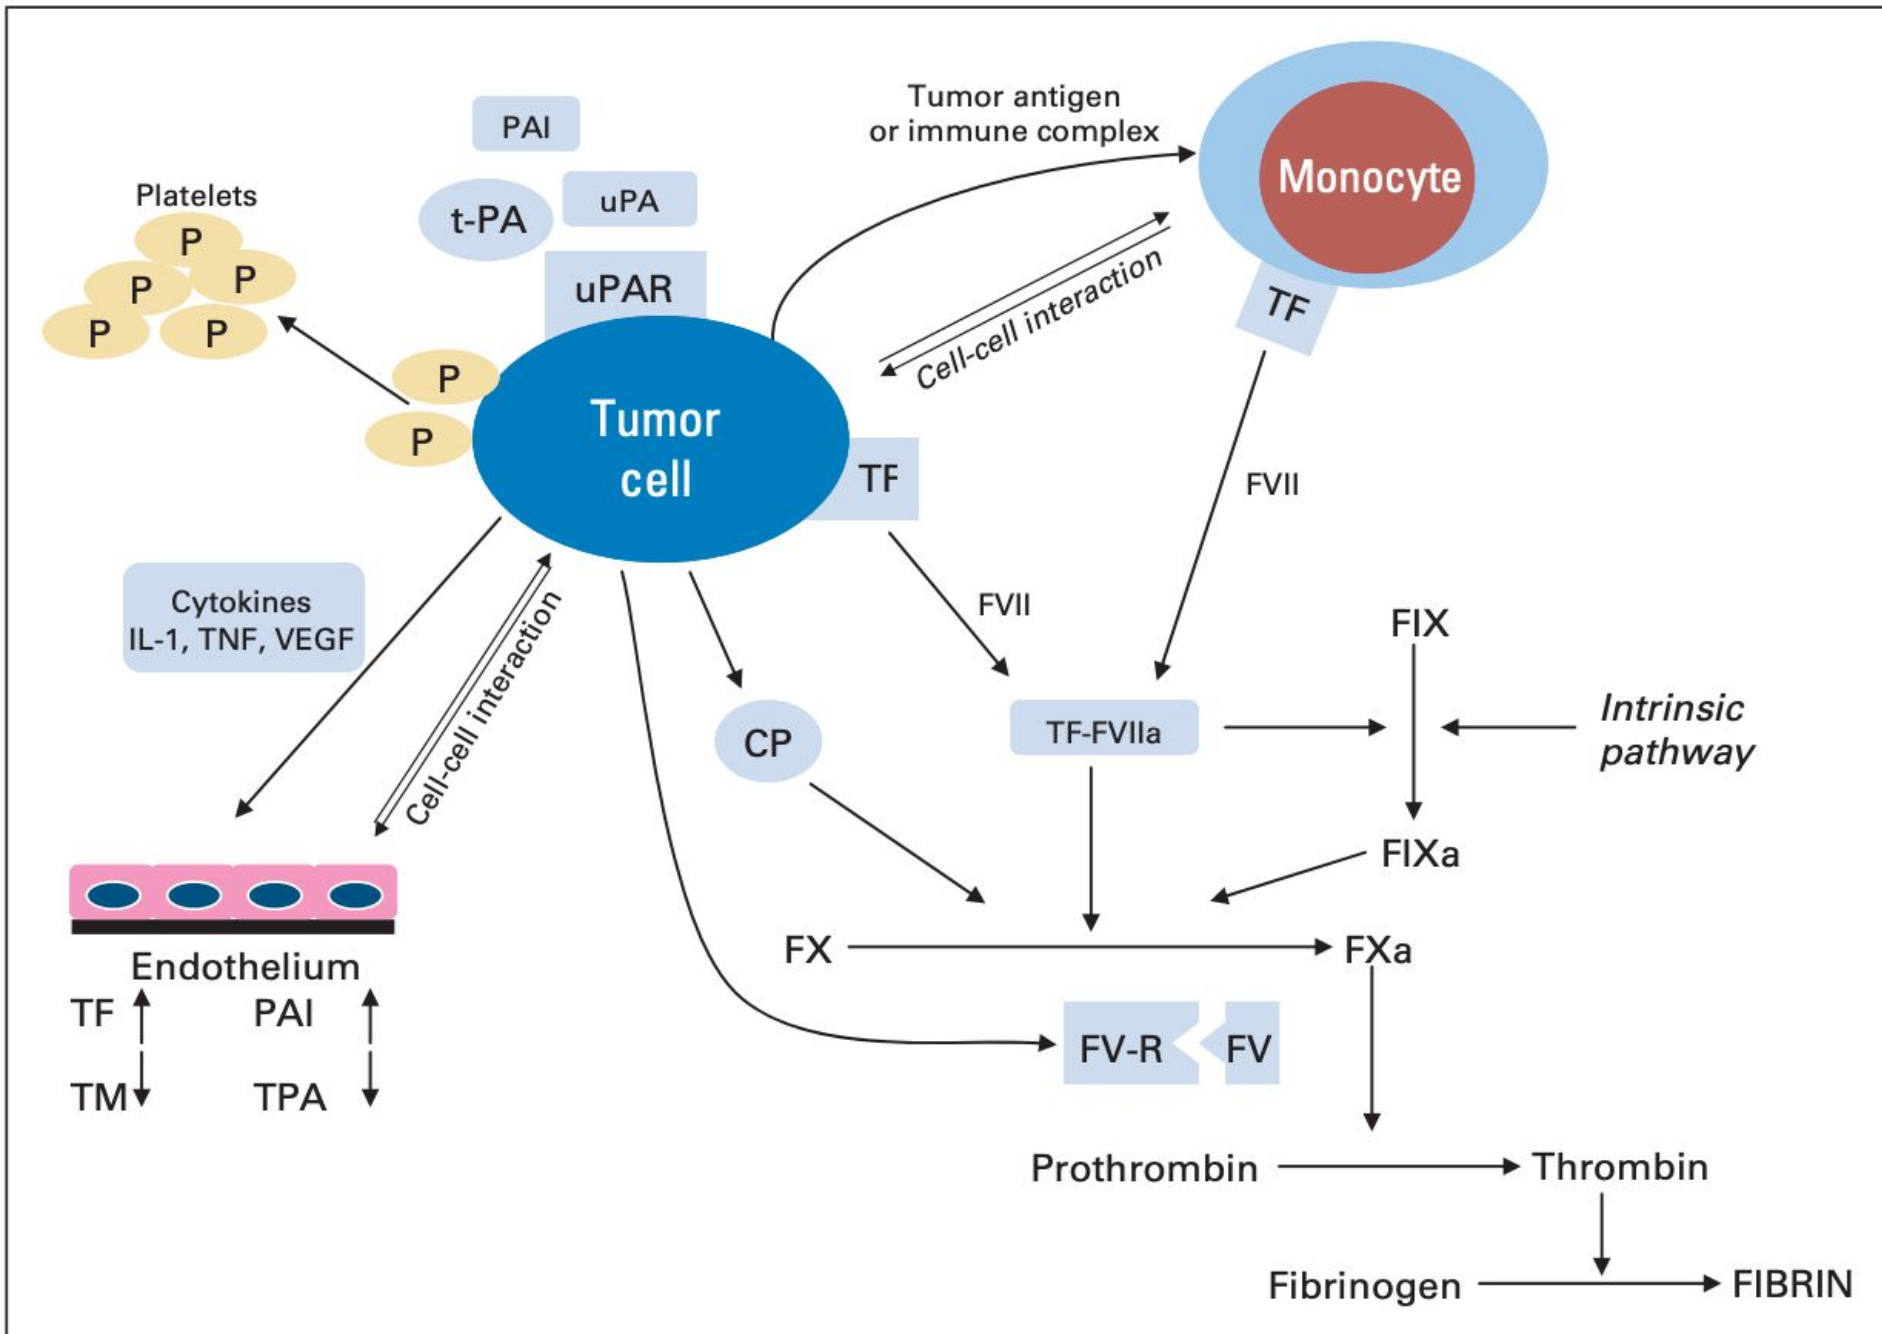 Tumor antigen
or immune complex
Monocyte
PAI
uPA
t-PA
uPAR
Platelets
P
P
P
P
P
P
P
TF
Cell-cell interaction
Tumor
cell
TF
FVII
FVII
Cytokines
IL-1, TNF, VEGF
Cell-cell interaction
CP
TF-FVIIa
FIX
Intrinsic
pathway
FIXa
FX
FXa
Endothelium
TF
PAI
TM
TPA
FV-R
FV
Prothrombin
Thrombin
Fibrinogen
FIBRIN